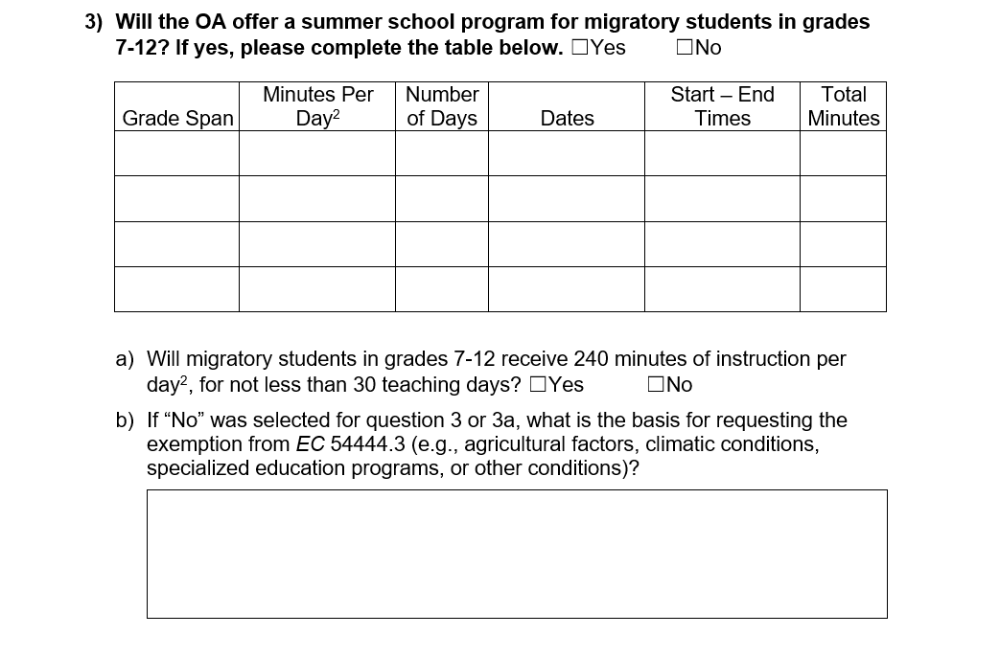 3) Will the OA offer a summer school program for migratory students in grades
7-12? If yes, please complete the table below. ☐Yes ☐No
Grade Span Minutes Per Day² Number of Days Dates Start – End Times Total Minutes
a) Will migratory students in grades 7-12 receive 240 minutes of instruction per
day², for not less than 30 teaching days? ☐Yes ☐No
b) If “No” was selected for question 3 or 3a, what is the basis for requesting the
exemption from EC 54444.3 (e.g., agricultural factors, climatic conditions,
specialized education programs, or other conditions)?